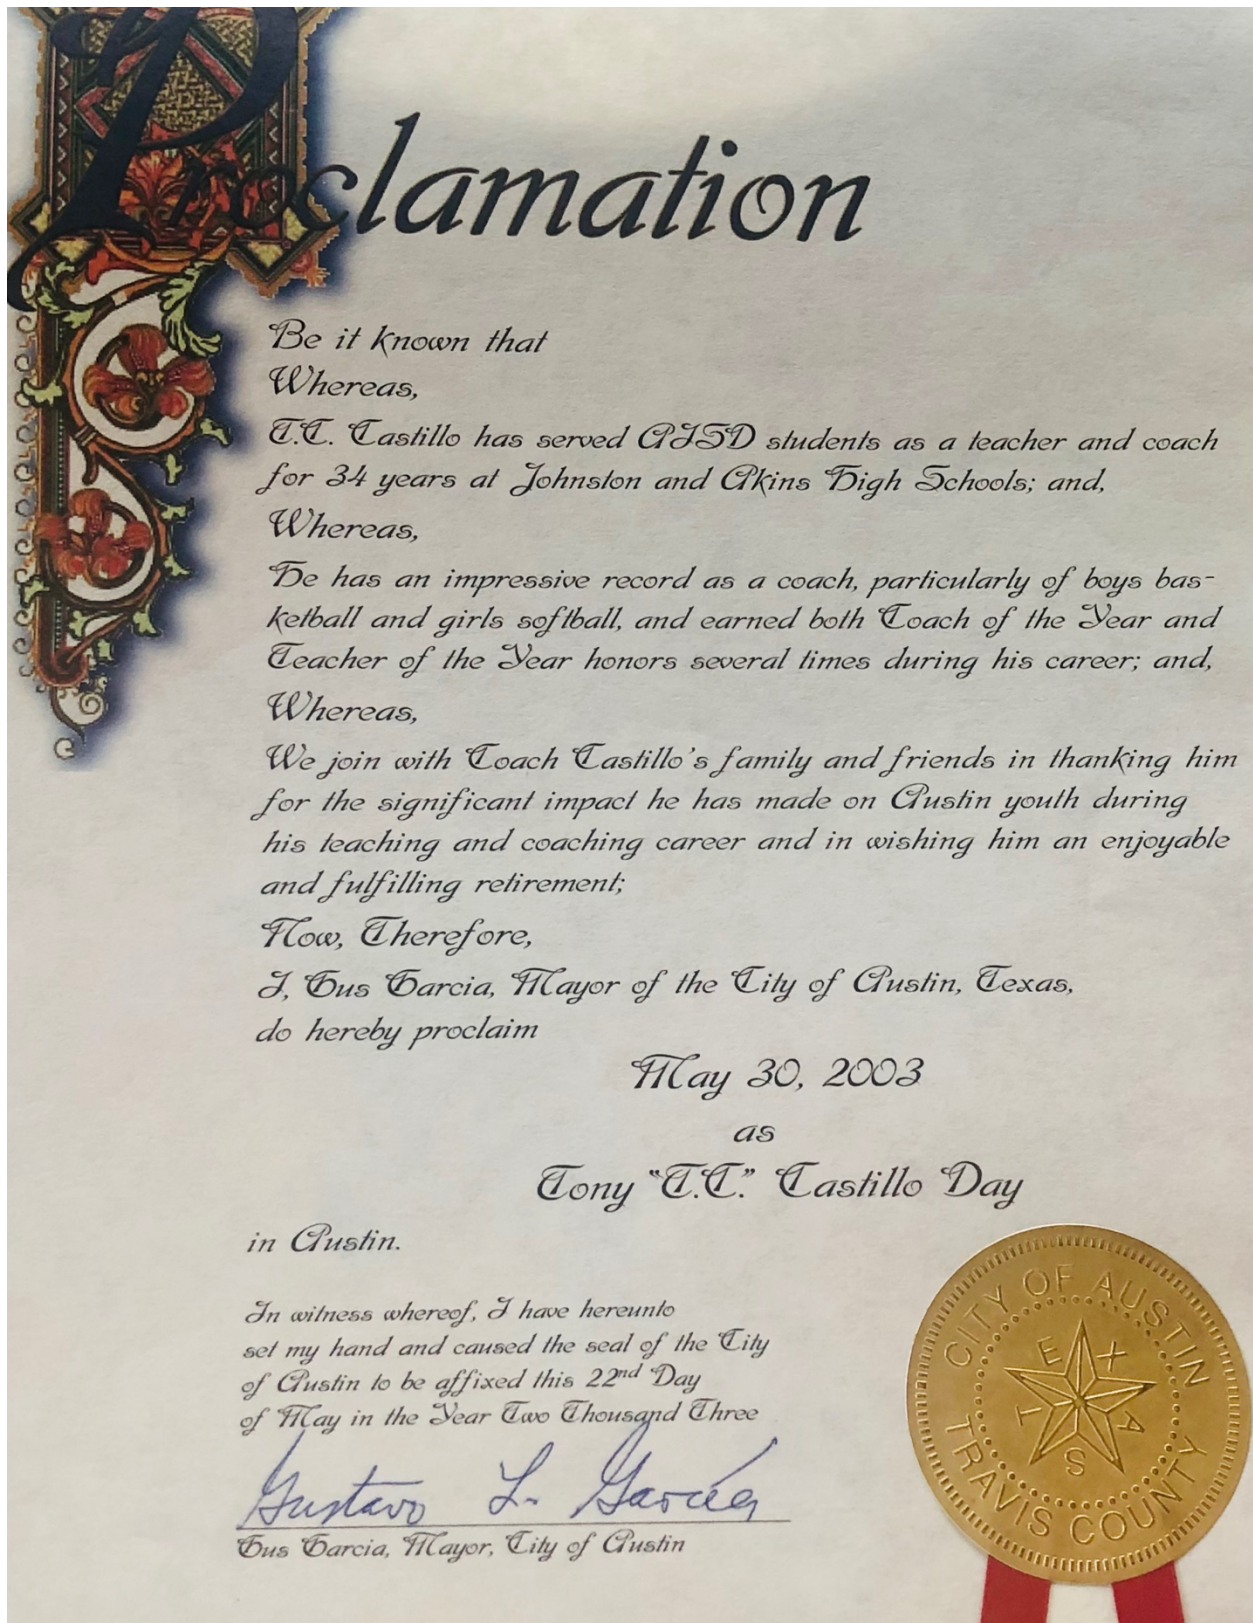 Proclamation
Be it known that
Whereas,
T.C. Castillo has served AISD students as a teacher and coach
for 34 years at Johnston and Akins High Schools; and,
Whereas,
He has an impressive record as a coach, particularly of boys bas-
ketball and girls softball, and earned both Coach of the Year and
Teacher of the Year honors several times during his career; and,
Whereas,
We join with Coach Castillo's family and friends in thanking him
for the significant impact he has made on Austin youth during
his teaching and coaching career and in wishing him an enjoyable
and fulfilling retirement;
Now, Therefore,
I, Gus Garcia, Mayor of the City of Austin, Texas,
do hereby proclaim
May 30, 2003
as
Tony "T.C." Castillo Day
in Austin.
In witness whereof, I have hereunto
set my hand and caused the seal of the City
of Austin to be affixed this 22nd Day
of May in the Year Two Thousand Three
Gustavo L. García
Gus Garcia, Mayor, City of Austin
CITY OF AUSTIN
TEXAS
TRAVIS COUNTY